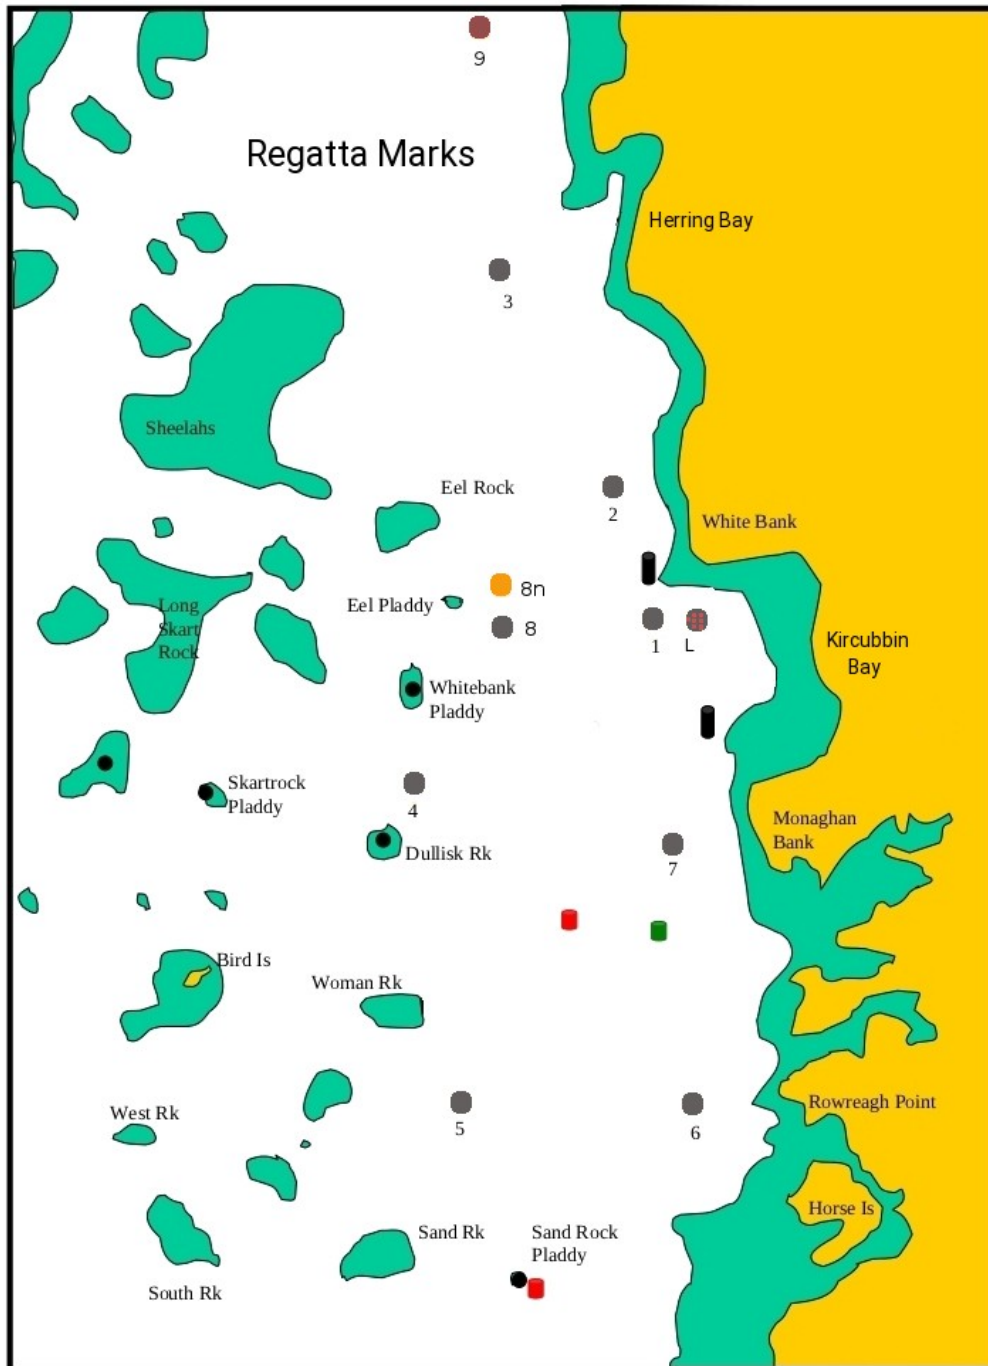 9
Regatta Marks
Herring Bay
3
Sheelahs
Eel Rock
2
White Bank
8n
Eel Pladdy
Long
Skart
Rock
8
1
L
Kircubbin
Bay
Whitebank
Pladdy
Skartrock
Pladdy
4
Monaghan
Bank
Dullisk Rk
7
Bird Is
Woman Rk
West Rk
5
6
Rowreagh Point
Horse Is
Sand Rk
Sand Rock
Pladdy
South Rk